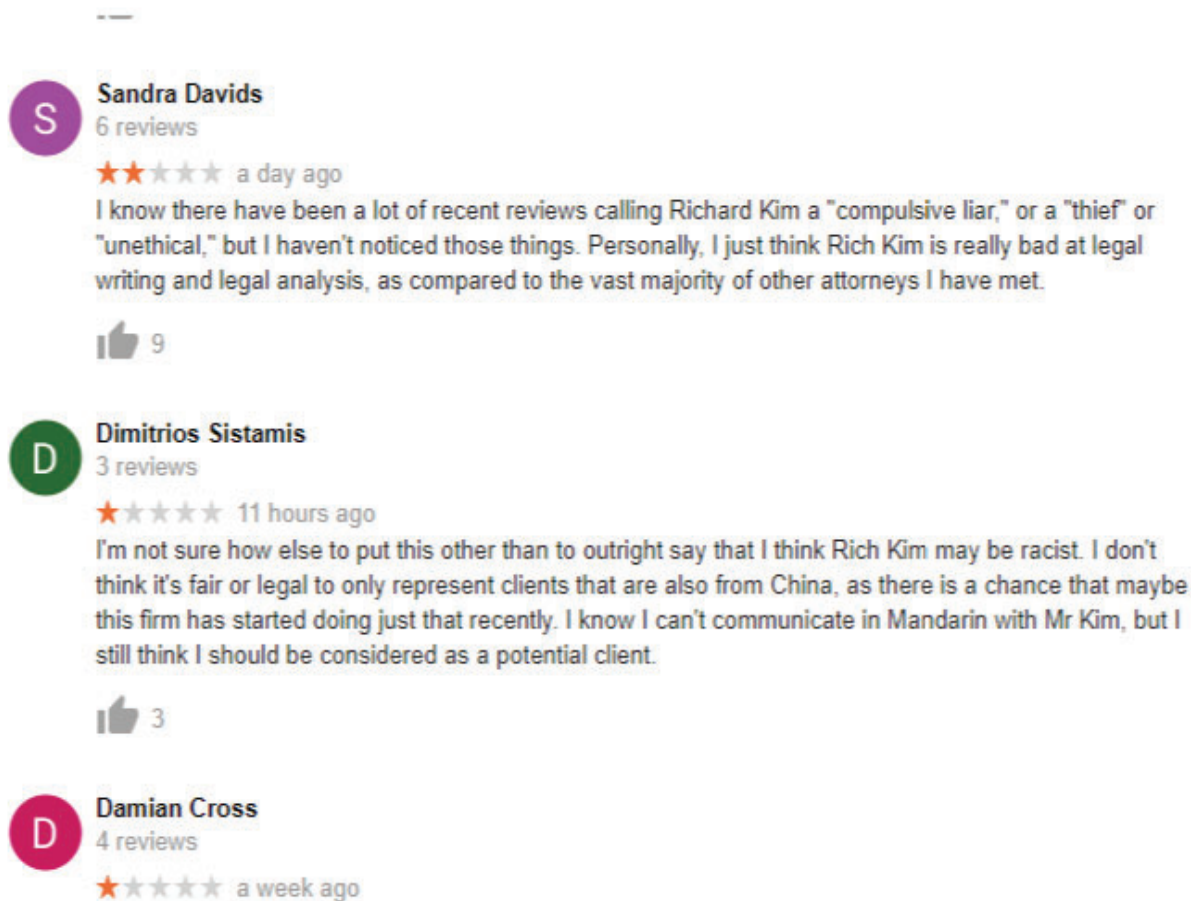 S
Sandra Davids
6 reviews
a day ago
I know there have been a lot of recent reviews calling Richard Kim a "compulsive liar," or a "thief" or
"unethical," but I haven't noticed those things. Personally, I just think Rich Kim is really bad at legal
writing and legal analysis, as compared to the vast majority of other attorneys I have met.
9
D
Dimitrios Sistamis
3 reviews
11 hours ago
I'm not sure how else to put this other than to outright say that I think Rich Kim may be racist. I don't
think it's fair or legal to only represent clients that are also from China, as there is a chance that maybe
this firm has started doing just that recently. I know I can't communicate in Mandarin with Mr Kim, but I
still think I should be considered as a potential client.
3
D
Damian Cross
4 reviews
a week ago